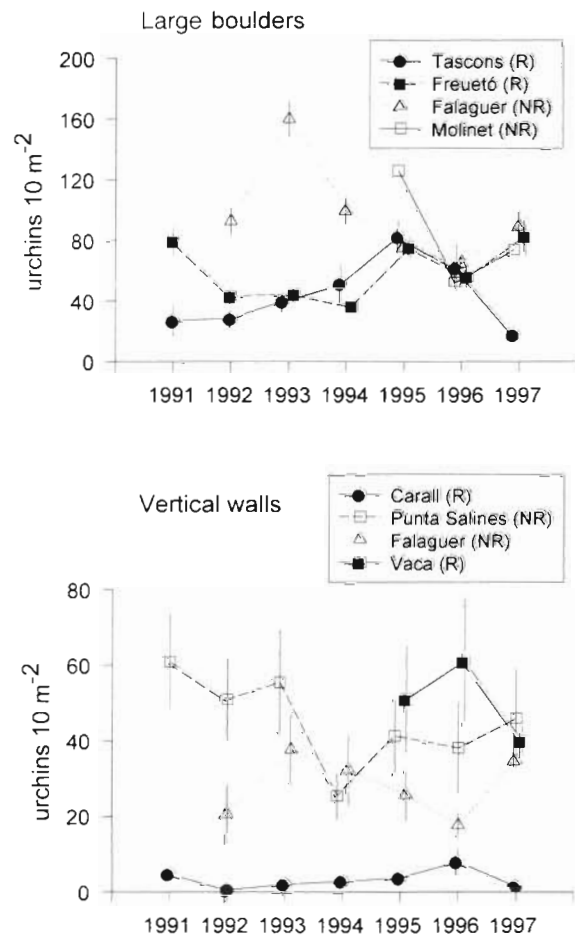 Large boulders
Tascons (R)
Freuetó (R)
Falaguer (NR)
Molinet (NR)
200
160
120
80
40
0
urchins 10 m⁻²
1991 1992 1993 1994 1995 1996 1997
Vertical walls
Carall (R)
Punta Salines (NR)
Falaguer (NR)
Vaca (R)
80
60
40
20
0
urchins 10 m⁻²
1991 1992 1993 1994 1995 1996 1997